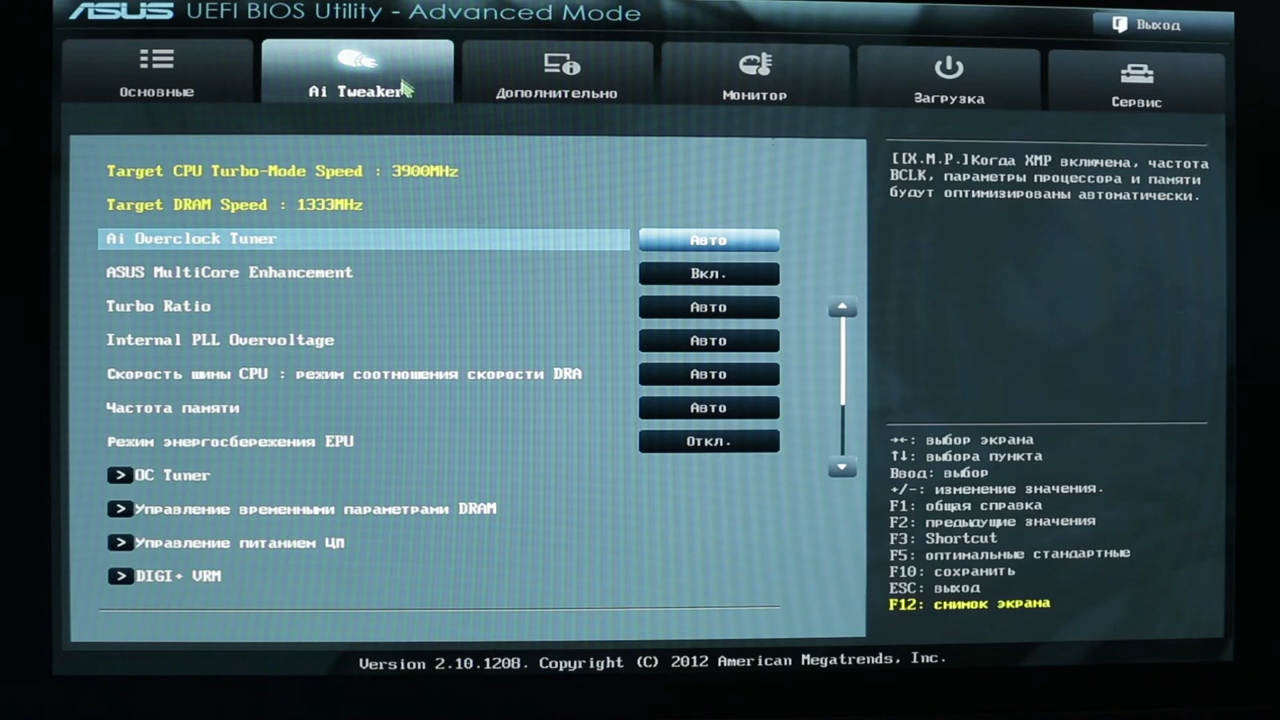 ASUS UEFI BIOS Utility - Advanced Mode
Выход
Основные
Ai Tweaker
Дополнительно
Монитор
Загрузка
Сервис
Target CPU Turbo-Mode Speed : 3900MHz
Target DRAM Speed : 1333MHz
Ai Overclock Tuner Авто
ASUS MultiCore Enhancement Вкл.
Turbo Ratio Авто
Internal PLL Overvoltage Авто
Скорость шины CPU : режим соотношения скорости DRA Авто
Частота памяти Авто
Режим энергосбережения EPU Откл.
> OC Tuner
> Управление временными параметрами DRAM
> Управление питанием ЦП
> DIGI+ VRM
[[X.M.P.]Когда XMP включена, частота
BCLK, параметры процессора и памяти
будут оптимизированы автоматически.
→←: выбор экрана
↑↓: выбора пункта
Ввод: выбор
+/-: изменение значения.
F1: общая справка
F2: предыдущие значения
F3: Shortcut
F5: оптимальные стандартные
F10: сохранить
ESC: выход
F12: снимок экрана
Version 2.10.1208. Copyright (C) 2012 American Megatrends, Inc.